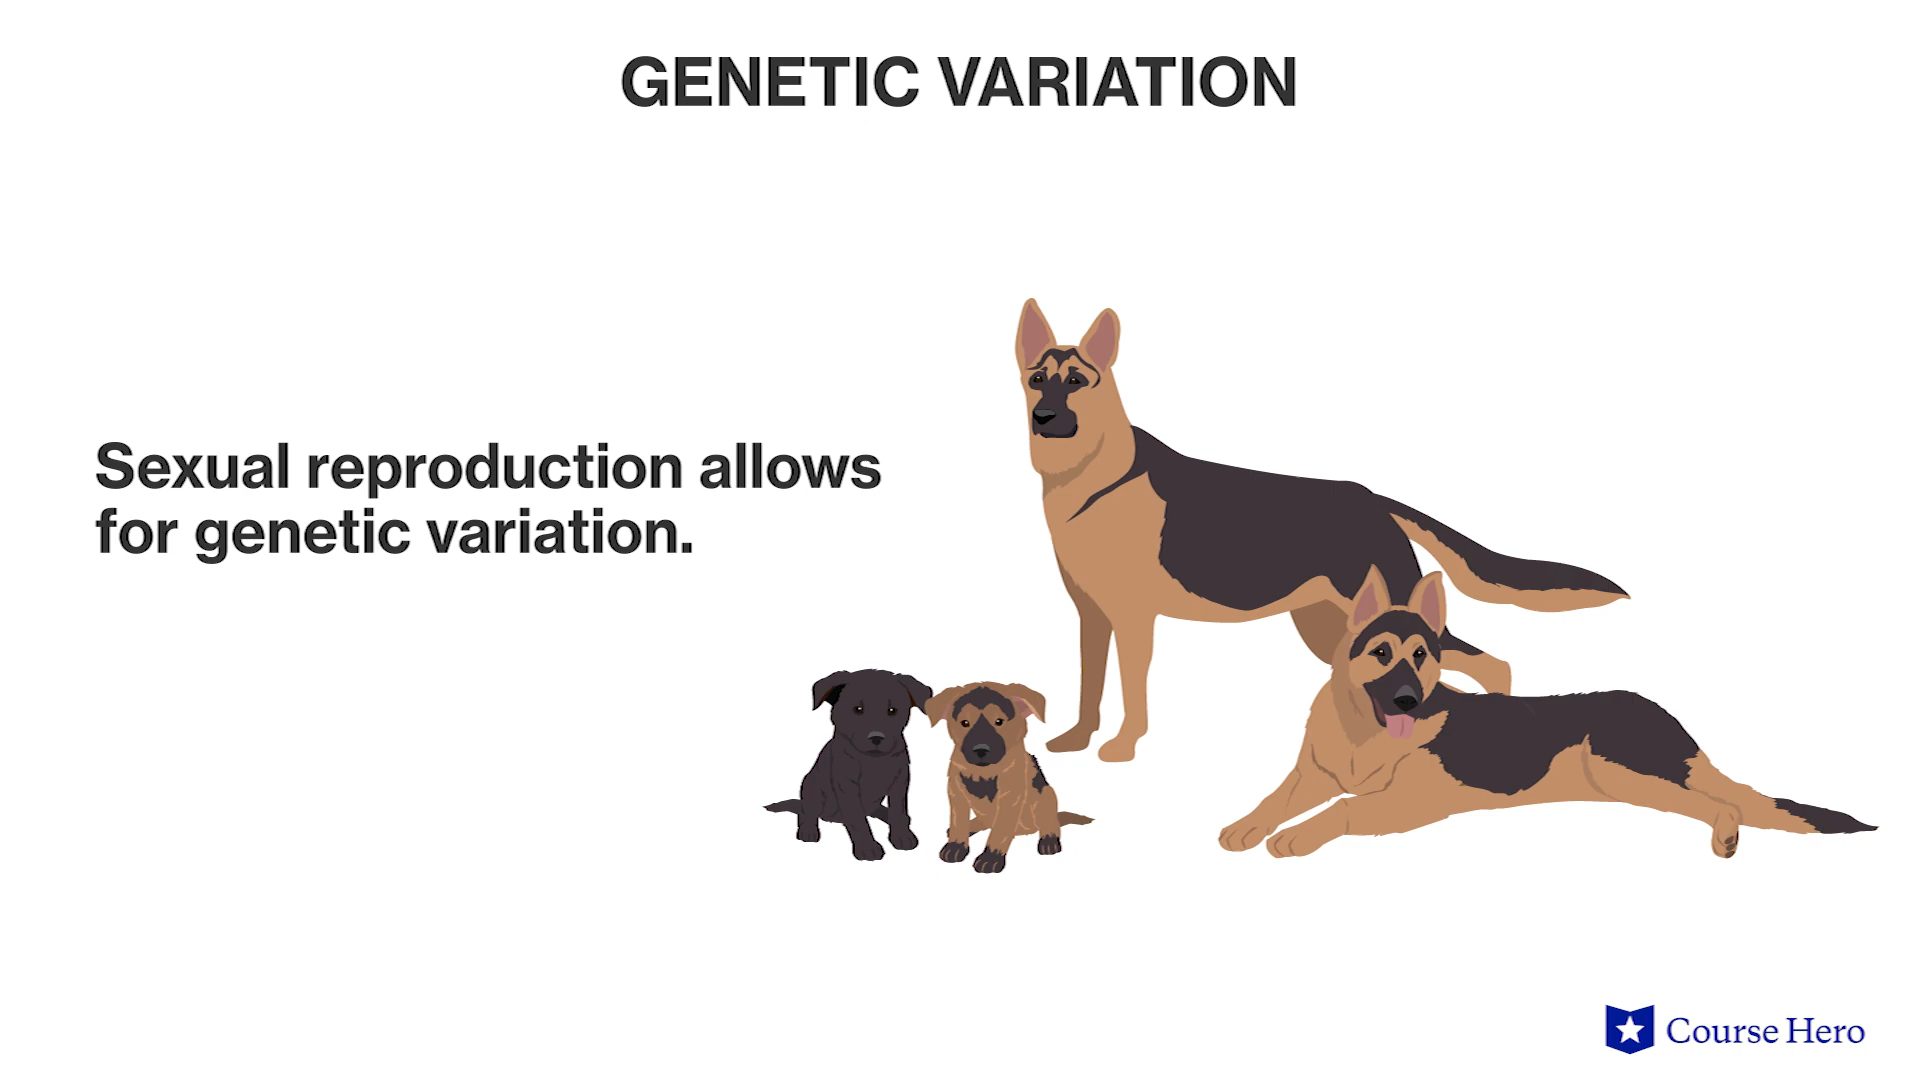 GENETIC VARIATION
Sexual reproduction allows
for genetic variation.
Course Hero